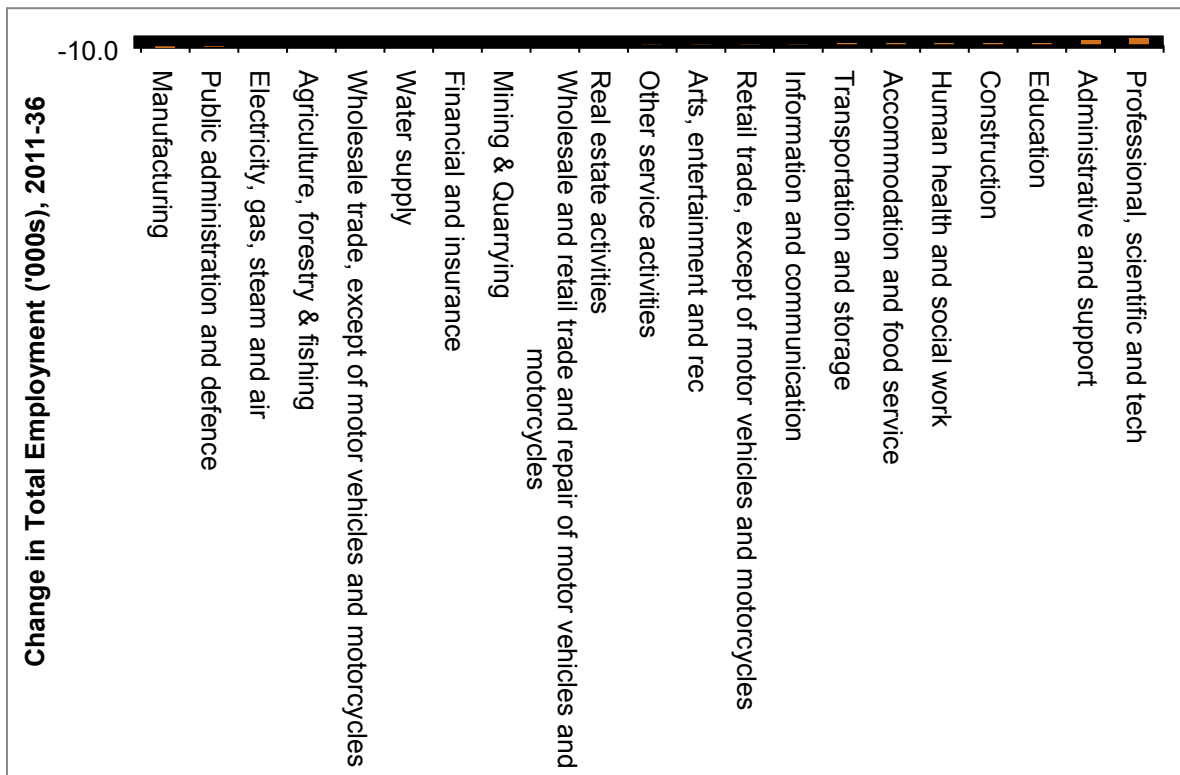 Change in Total Employment ('000s), 2011-36
-10.0
Manufacturing
Public administration and defence
Electricity, gas, steam and air
Agriculture, forestry & fishing
Wholesale trade, except of motor vehicles and motorcycles
Water supply
Financial and insurance
Mining & Quarrying
Wholesale and retail trade and repair of motor vehicles and
motorcycles
Real estate activities
Other service activities
Arts, entertainment and rec
Retail trade, except of motor vehicles and motorcycles
Information and communication
Transportation and storage
Accommodation and food service
Human health and social work
Construction
Education
Administrative and support
Professional, scientific and tech